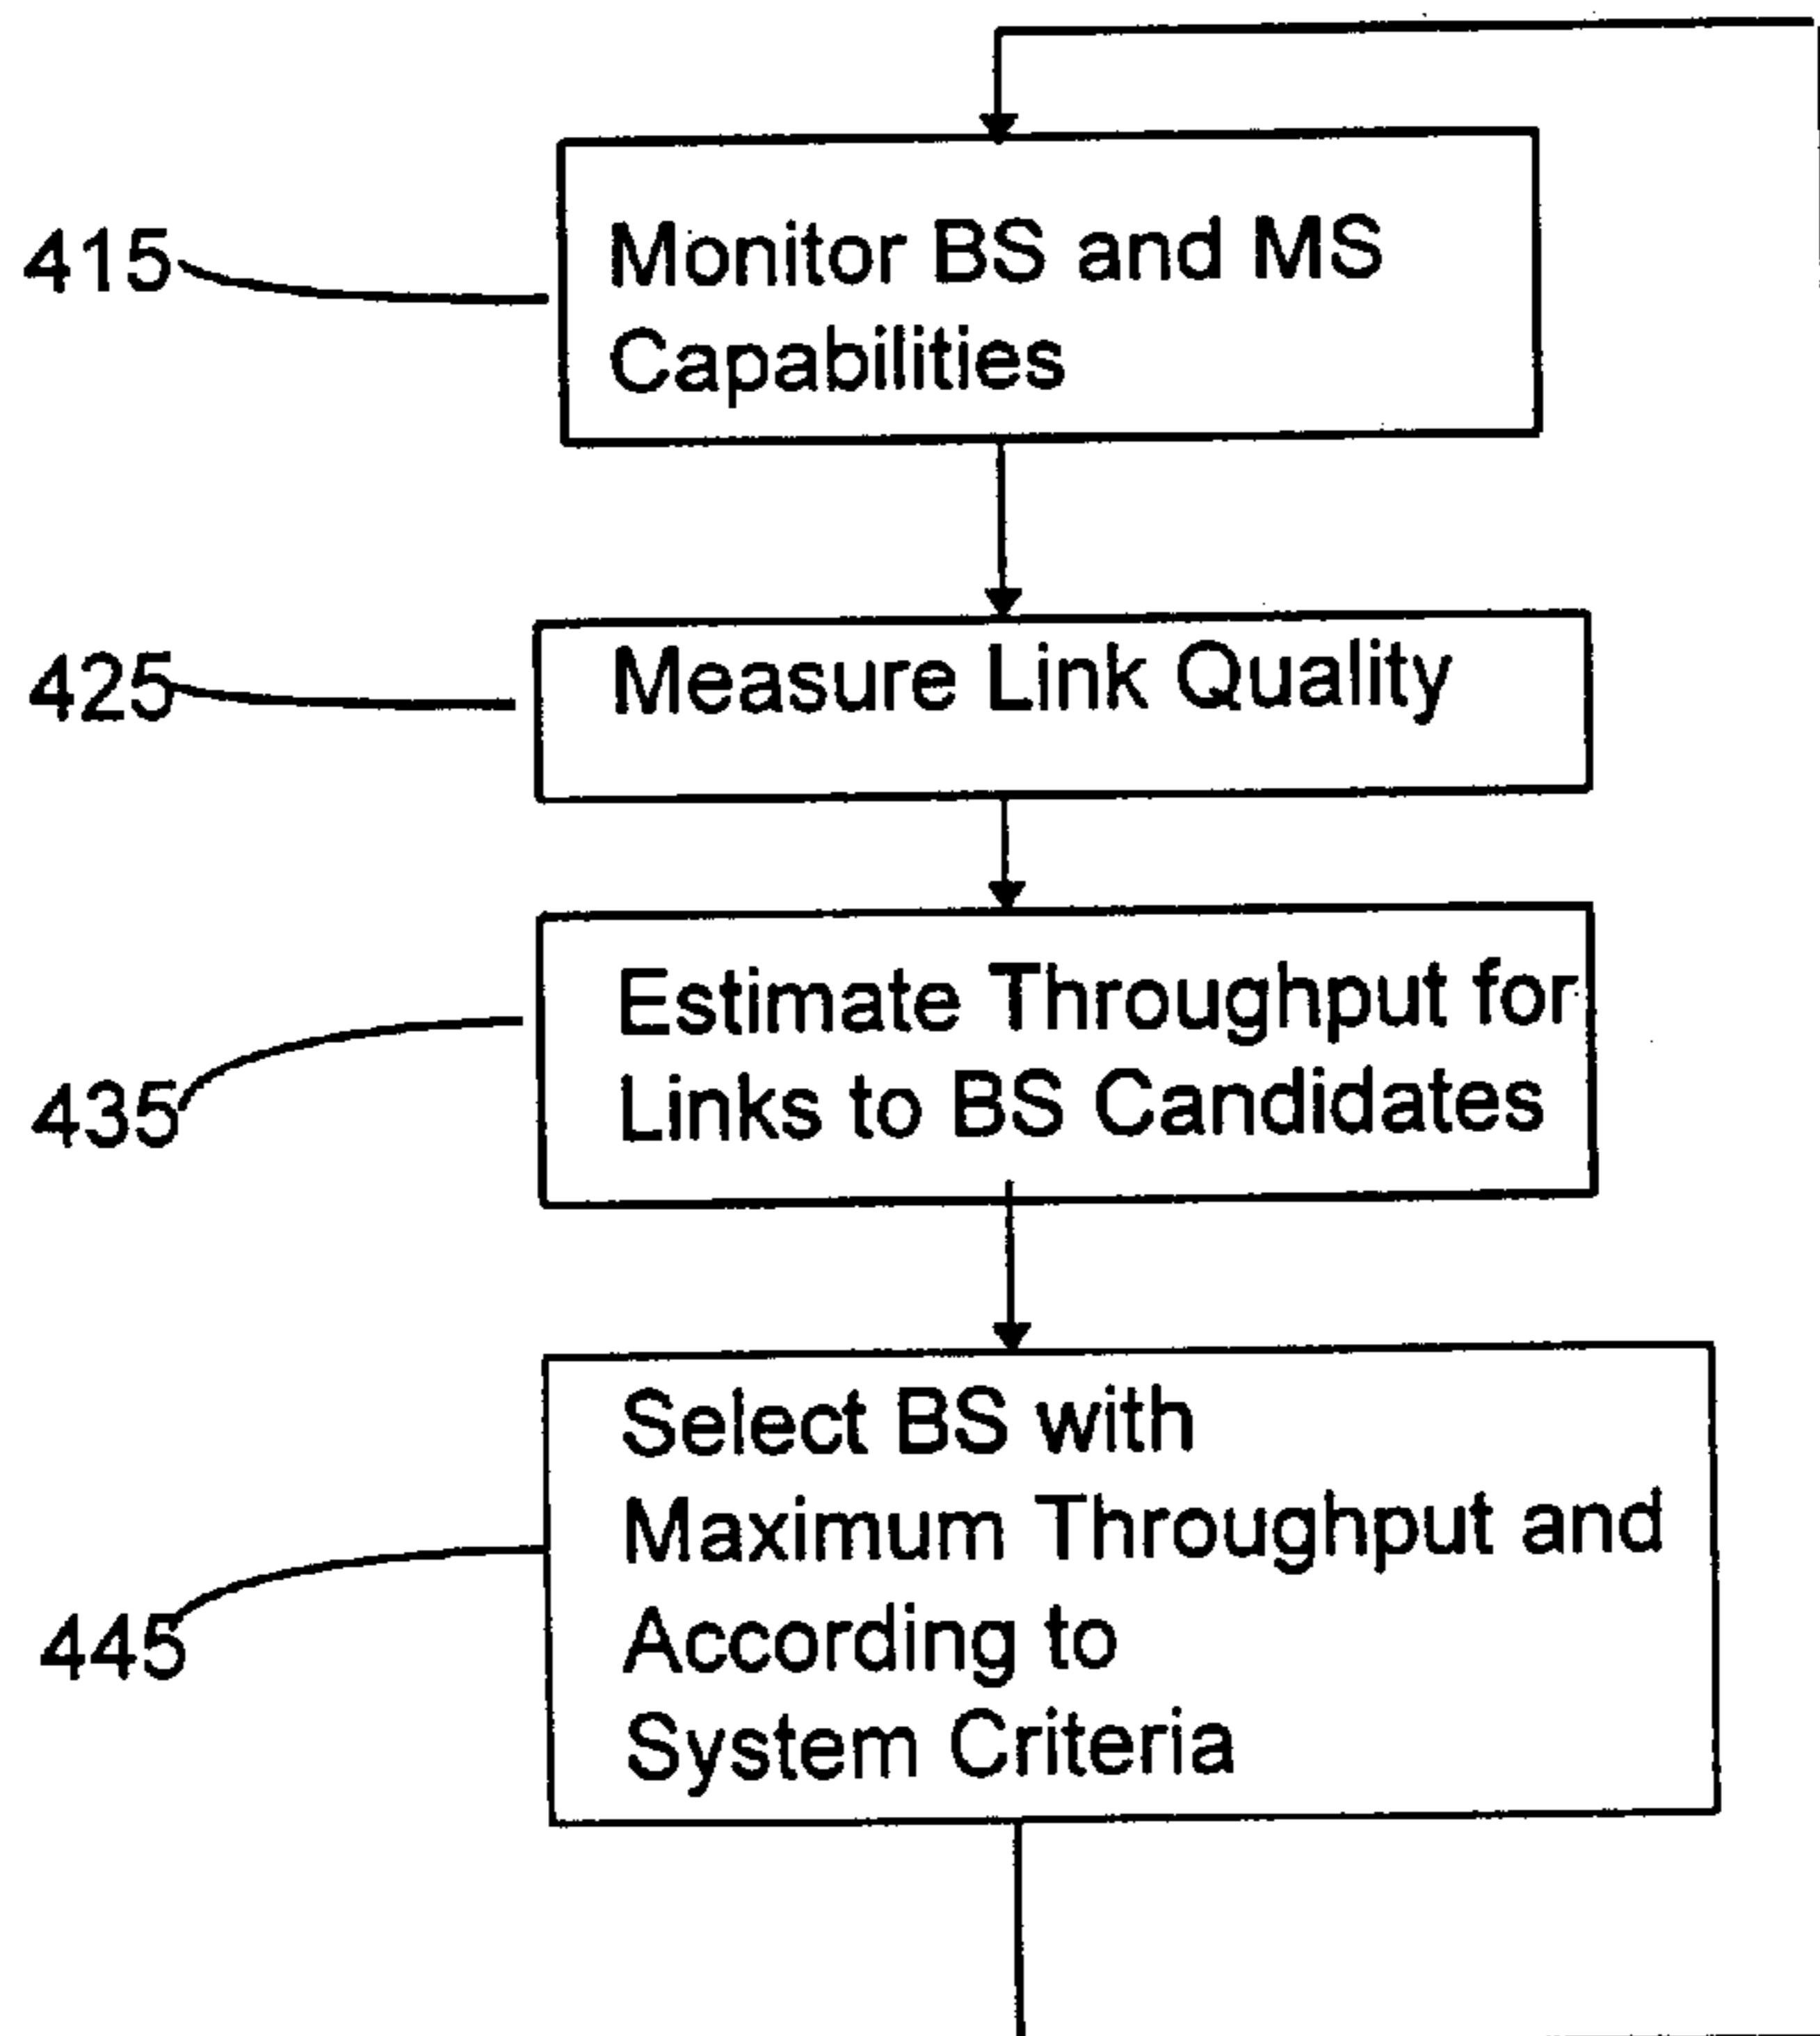 415
Monitor BS and MS
Capabilities
425
Measure Link Quality
435
Estimate Throughput for
Links to BS Candidates
445
Select BS with
Maximum Throughput and
According to
System Criteria